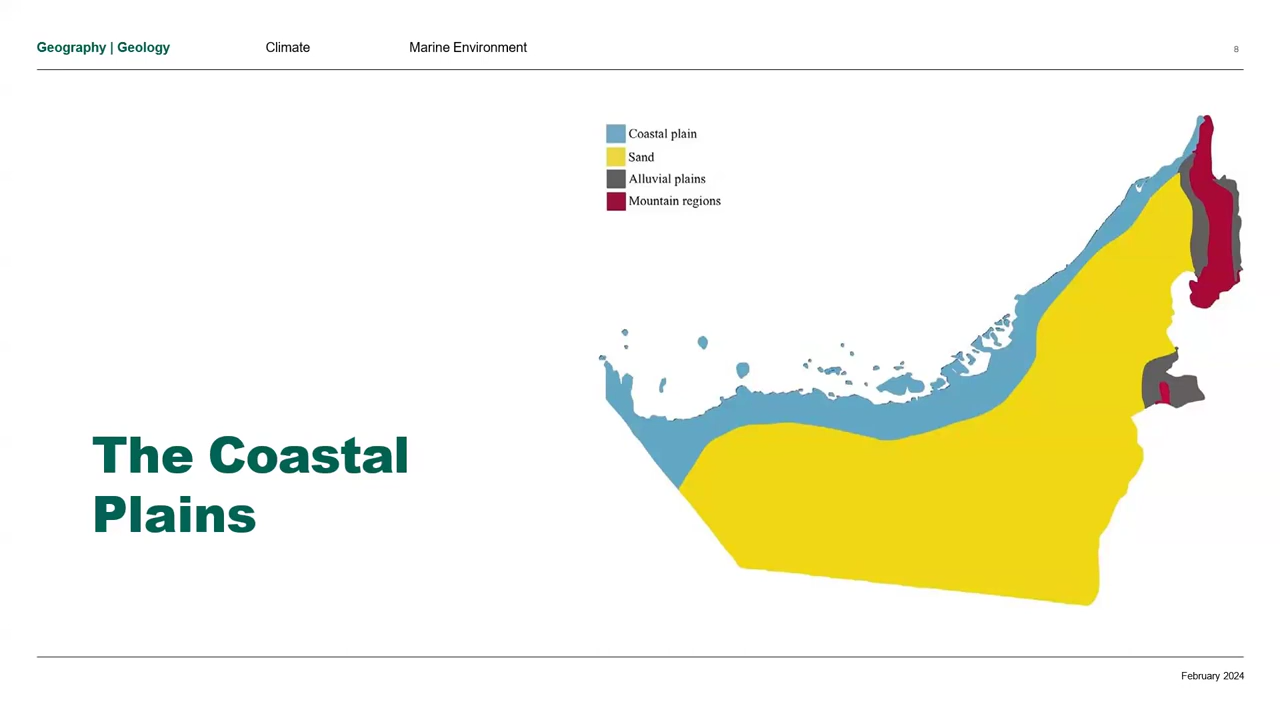 Geography | Geology
Climate
Marine Environment
8
Coastal plain
Sand
Alluvial plains
Mountain regions
The Coastal
Plains
February 2024